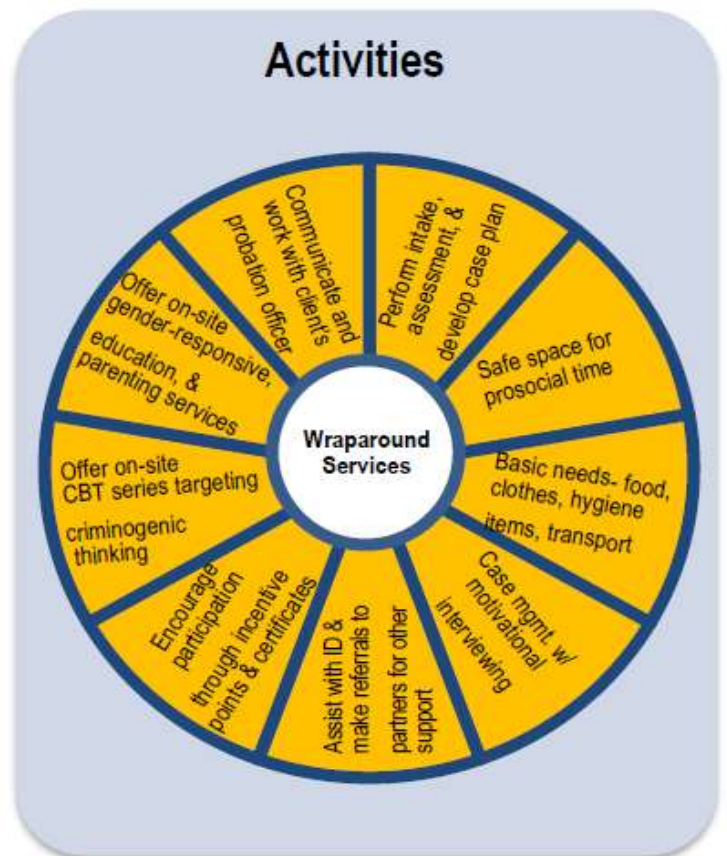 Activities
Wraparound
Services
Perform intake,
assessment, &
develop case plan
Safe space for
prosocial time
Basic needs- food,
clothes, hygiene
items, transport
Case mgmt. w/
motivational
interviewing
Assist with ID &
make referrals to
partners for other
support
Encourage
participation
through incentive
points & certificates
Offer on-site
CBT series targeting
criminogenic
thinking
Offer on-site
gender-responsive,
education, &
parenting services
Communicate and
work with client's
probation officer